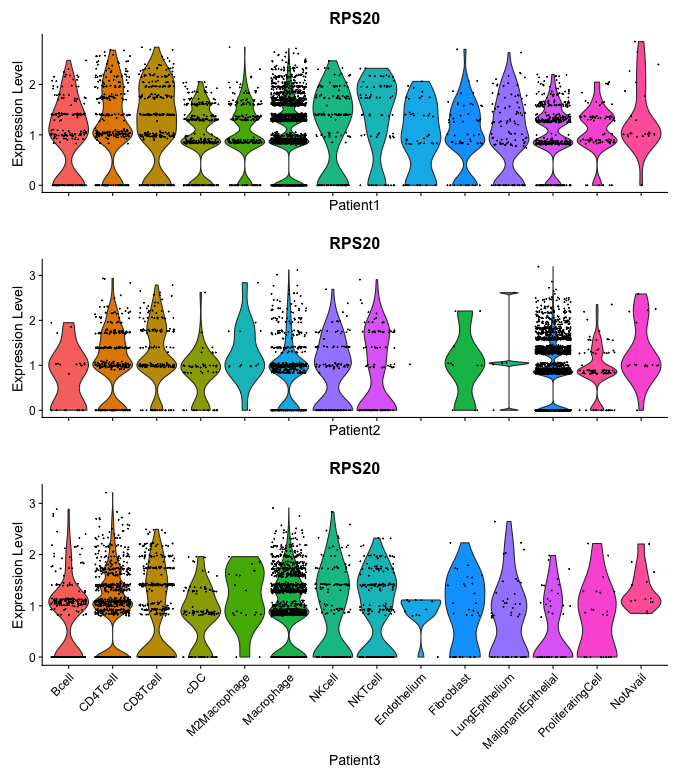 RPS20
Expression Level
2
1
0
Patient1
RPS20
Expression Level
3
2
1
0
Patient2
RPS20
Expression Level
3
2
1
0
Bcell
CD4Tcell
CD8Tcell
cDC
M2Macrophage
Macrophage
NKcell
NKTcell
Endothelium
Fibroblast
LungEpithelium
MalignantEpithelial
ProliferatingCell
NotAvail
Patient3